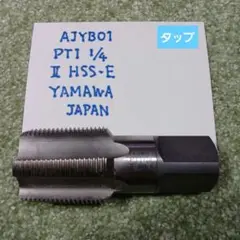 AJYB01
PT1 1/4
II HSS-E
YAMAWA
JAPAN
タップ